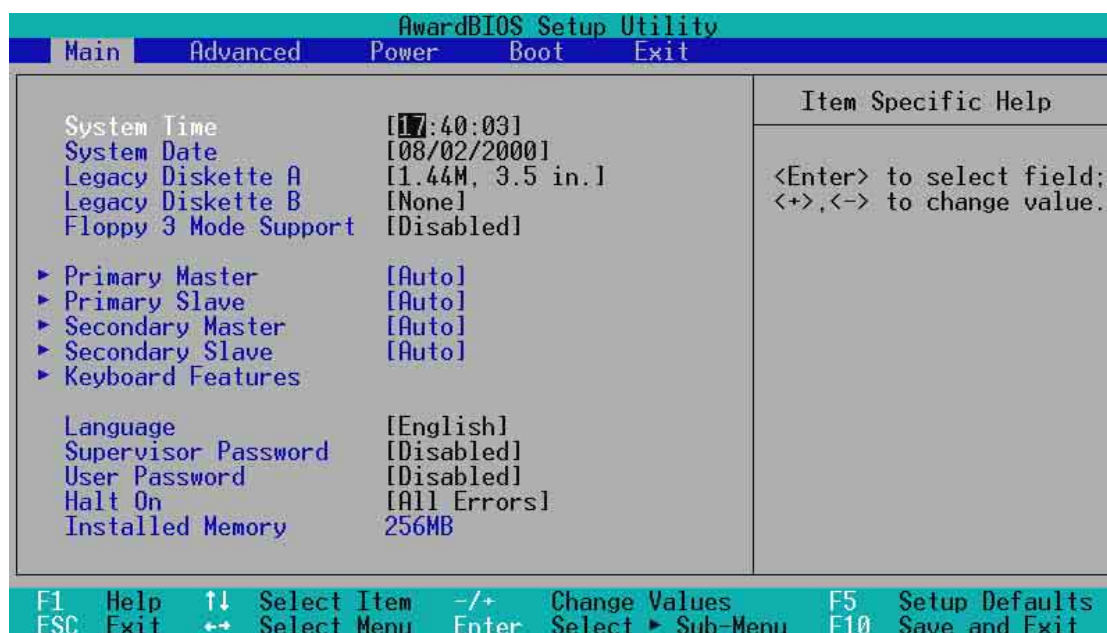 AwardBIOS Setup Utility
Main Advanced Power Boot Exit
Item Specific Help
System Time [17:40:03]
System Date [08/02/2000]
Legacy Diskette A [1.44M, 3.5 in.]
Legacy Diskette B [None]
Floppy 3 Mode Support [Disabled]
<Enter> to select field;
<+>,<-> to change value.
▸ Primary Master [Auto]
▸ Primary Slave [Auto]
▸ Secondary Master [Auto]
▸ Secondary Slave [Auto]
▸ Keyboard Features
Language [English]
Supervisor Password [Disabled]
User Password [Disabled]
Halt On [All Errors]
Installed Memory 256MB
F1 Help ↑↓ Select Item -/+ Change Values F5 Setup Defaults
ESC Exit ←→ Select Menu Enter Select ▸ Sub-Menu F10 Save and Exit